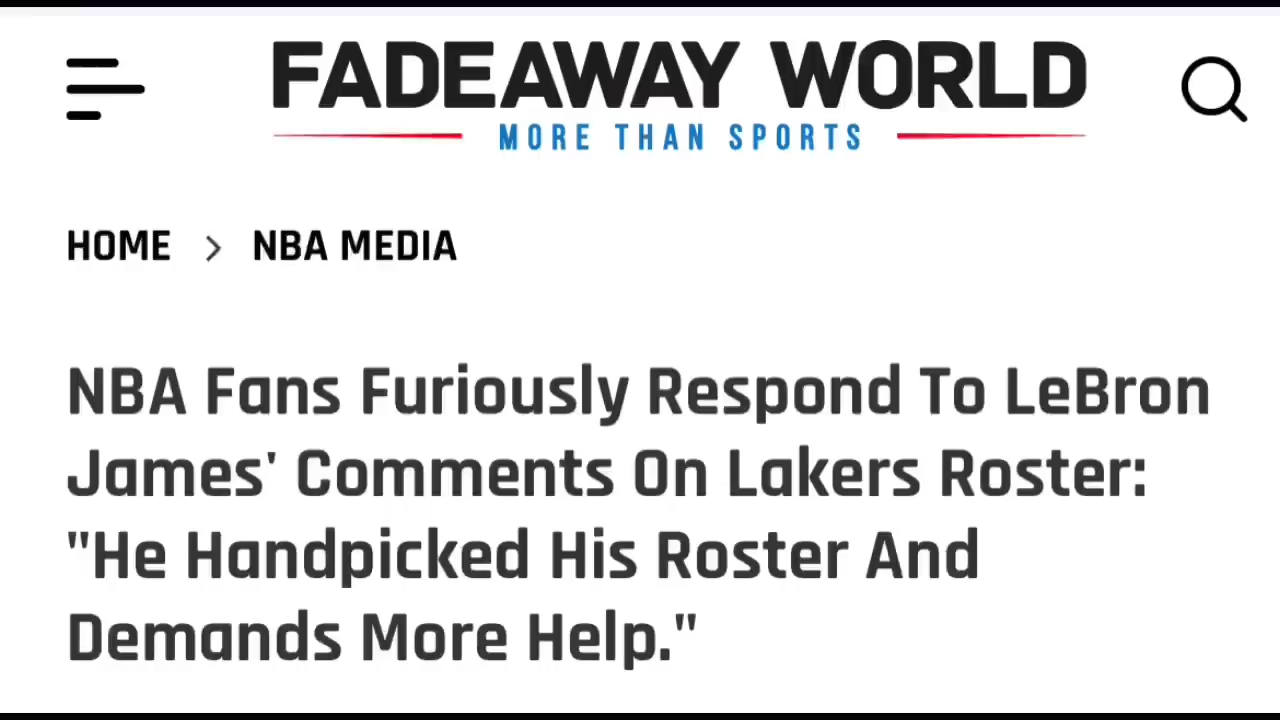 FADEAWAY WORLD
MORE THAN SPORTS
HOME > NBA MEDIA
NBA Fans Furiously Respond To LeBron
James' Comments On Lakers Roster:
"He Handpicked His Roster And
Demands More Help."